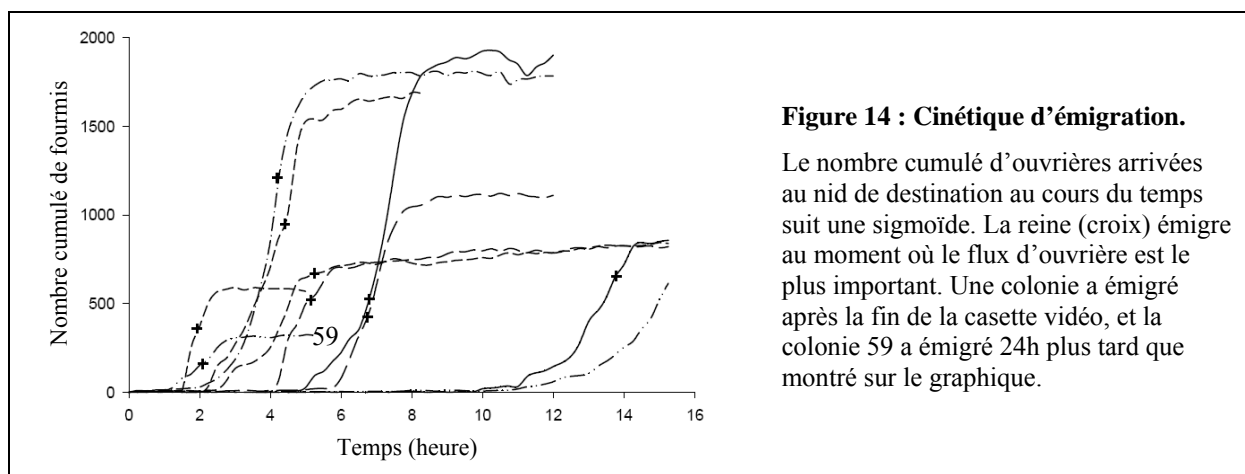 2000
1500
1000
500
0
Nombre cumulé de fourmis
59
0 2 4 6 8 10 12 14 16
Temps (heure)
Figure 14 : Cinétique d’émigration.
Le nombre cumulé d’ouvrières arrivées
au nid de destination au cours du temps
suit une sigmoïde. La reine (croix) émigre
au moment où le flux d’ouvrière est le
plus important. Une colonie a émigré
après la fin de la casette vidéo, et la
colonie 59 a émigré 24h plus tard que
montré sur le graphique.